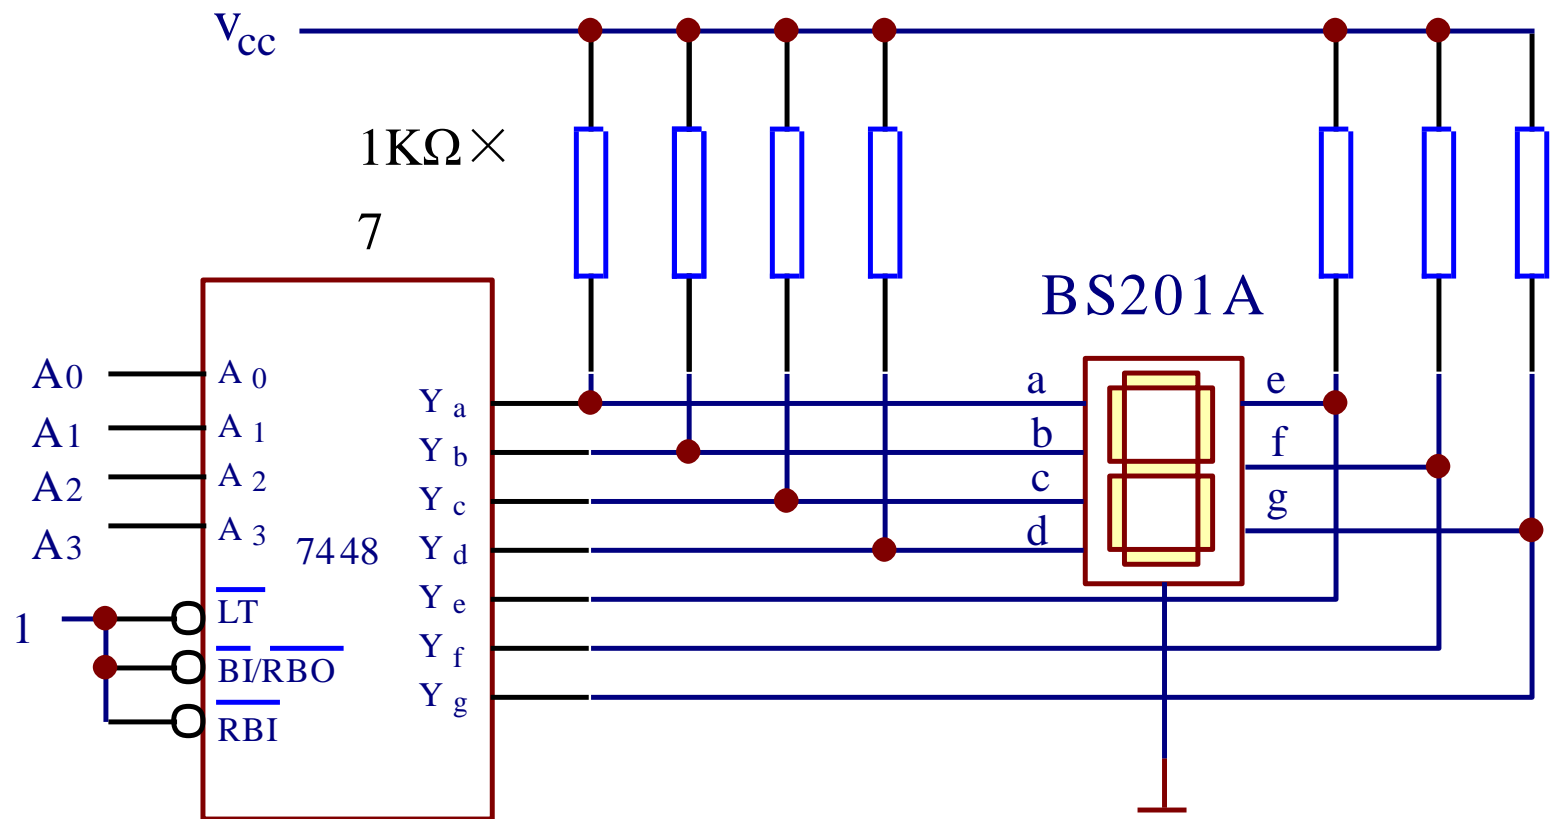 Vcc
1KΩ×
7
BS201A
A0
A1
A2
A3
1
A 0
A 1
A 2
A 3
7448
LT
BI/RBO
RBI
Y a
Y b
Y c
Y d
Y e
Y f
Y g
a
b
c
d
e
f
g